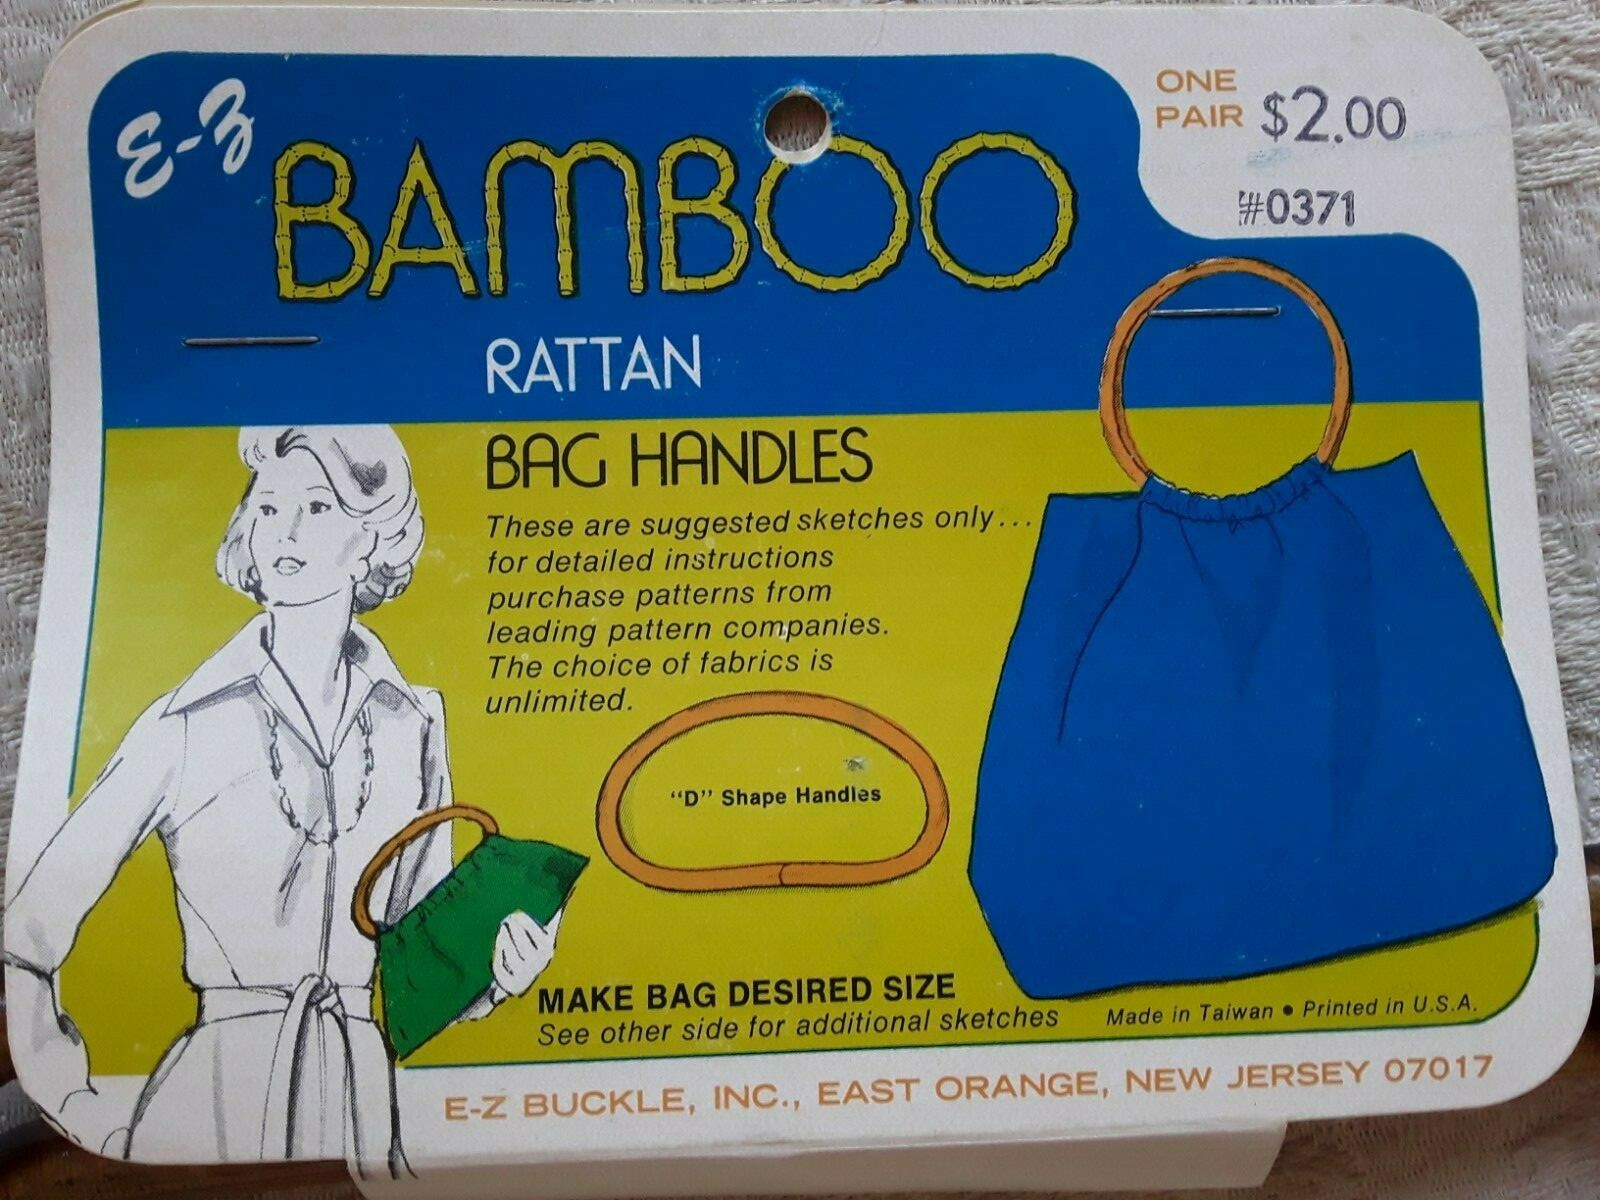 E-Z
BAMBOO
RATTAN
BAG HANDLES
ONE
PAIR $2.00
#0371
These are suggested sketches only...
for detailed instructions
purchase patterns from
leading pattern companies.
The choice of fabrics is
unlimited.
"D" Shape Handles
MAKE BAG DESIRED SIZE
See other side for additional sketches
Made in Taiwan • Printed in U.S.A.
E-Z BUCKLE, INC., EAST ORANGE, NEW JERSEY 07017